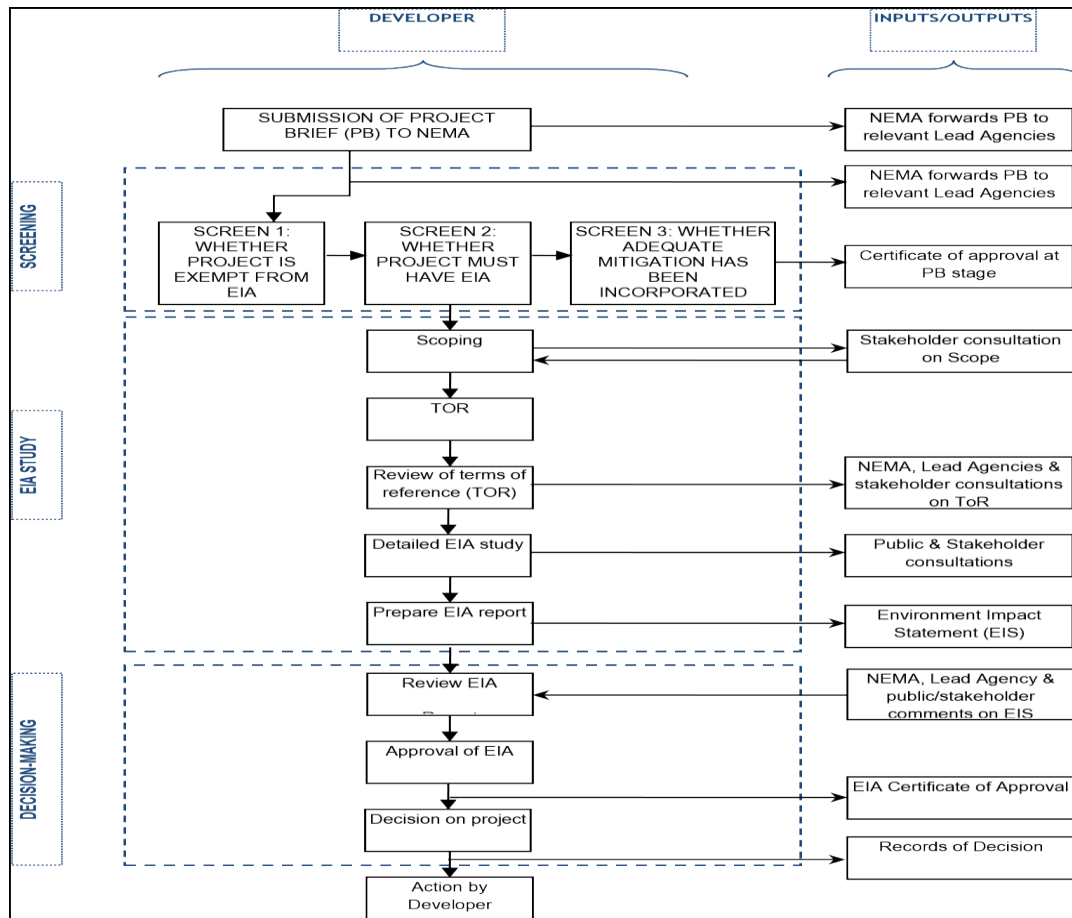 DEVELOPER
INPUTS/OUTPUTS
SUBMISSION OF PROJECT
BRIEF (PB) TO NEMA
NEMA forwards PB to
relevant Lead Agencies
NEMA forwards PB to
relevant Lead Agencies
SCREENING
SCREEN 1:
WHETHER
PROJECT IS
EXEMPT FROM
EIA
SCREEN 2:
WHETHER
PROJECT MUST
HAVE EIA
SCREEN 3: WHETHER
ADEQUATE
MITIGATION HAS
BEEN
INCORPORATED
Certificate of approval at
PB stage
Scoping
Stakeholder consultation
on Scope
EIA STUDY
TOR
Review of terms of
reference (TOR)
NEMA, Lead Agencies &
stakeholder consultations
on ToR
Detailed EIA study
Public & Stakeholder
consultations
Prepare EIA report
Environment Impact
Statement (EIS)
DECISION-MAKING
Review EIA
NEMA, Lead Agency &
public/stakeholder
comments on EIS
Approval of EIA
EIA Certificate of Approval
Decision on project
Records of Decision
Action by
Developer